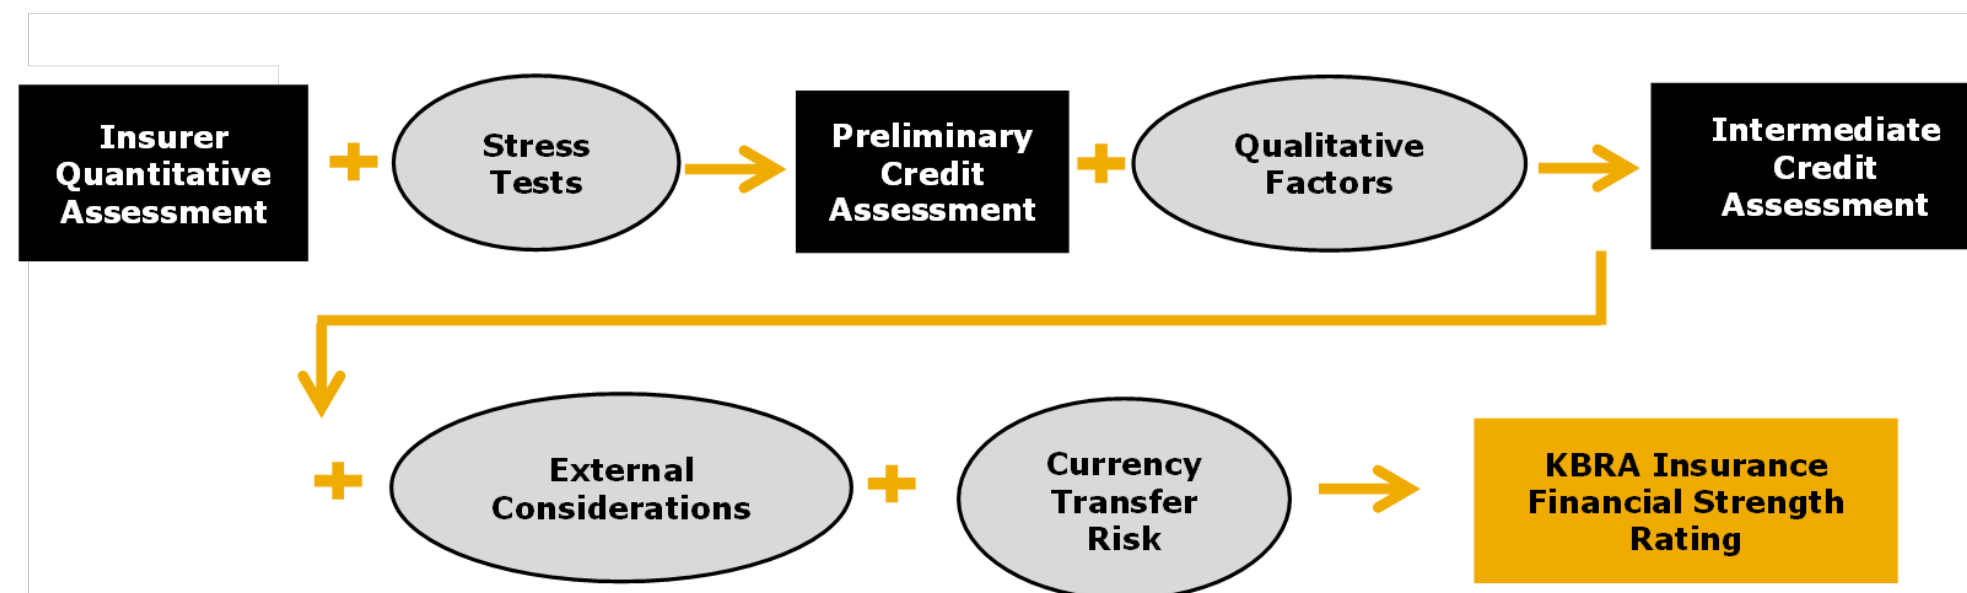 Insurer
Quantitative
Assessment
Stress
Tests
Preliminary
Credit
Assessment
Qualitative
Factors
Intermediate
Credit
Assessment
External
Considerations
Currency
Transfer
Risk
KBRA Insurance
Financial Strength
Rating